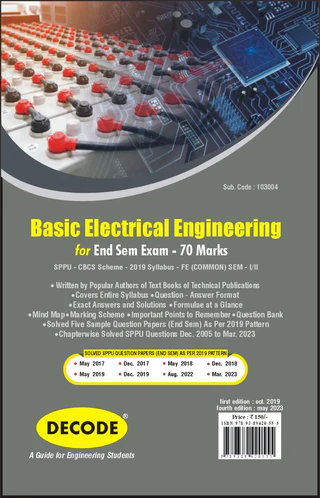 Sub. Code : 103004
Basic Electrical Engineering
for End Sem Exam - 70 Marks
SPPU - CBCS Scheme - 2019 Syllabus - FE (COMMON) SEM - I/II
• Written by Popular Authors of Text Books of Technical Publications
• Covers Entire Syllabus • Question - Answer Format
• Exact Answers and Solutions • Formulae at a Glance
• Mind Map • Marking Scheme • Important Points to Remember • Question Bank
• Solved Five Sample Question Papers (End Sem) As Per 2019 Pattern
• Chapterwise Solved SPPU Questions Dec. 2005 to Mar. 2023
SOLVED SPPU QUESTION PAPERS (END SEM) AS PER 2019 PATTERN
• May 2017 • Dec. 2017 • May 2018 • Dec. 2018
• May 2019 • Dec. 2019 • Aug. 2022 • Mar. 2023
first edition : oct. 2019
fourth edition : may 2023
Price : ₹ 150/-
DECODE®
A Guide for Engineering Students